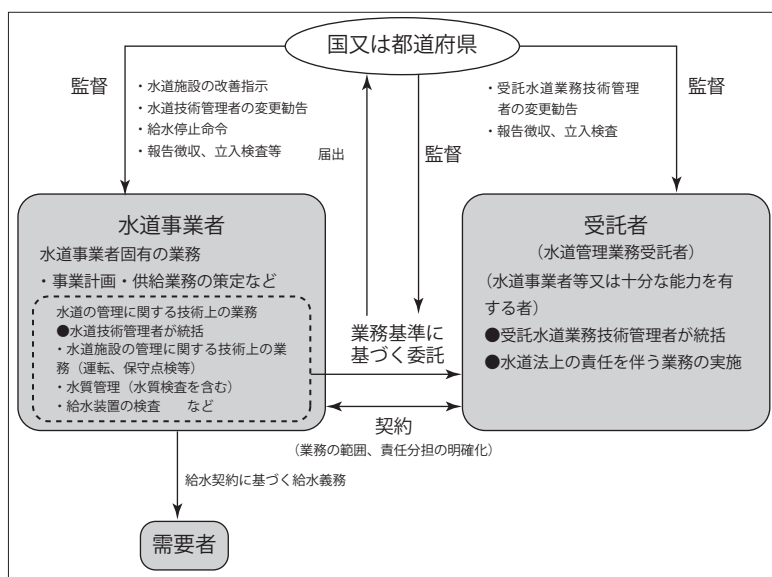 国又は都道府県
監督
・水道施設の改善指示
・水道技術管理者の変更勧告
・給水停止命令
・報告徴収、立入検査等
届出
監督
・受託水道業務技術管理
者の変更勧告
・報告徴収、立入検査
監督
水道事業者
水道事業者固有の業務
・事業計画・供給業務の策定など
水道の管理に関する技術上の業務
●水道技術管理者が統括
・水道施設の管理に関する技術上の業
務（運転、保守点検等）
・水質管理（水質検査を含む）
・給水装置の検査　　など
業務基準に
基づく委託
契約
（業務の範囲、責任分担の明確化）
受託者
（水道管理業務受託者）
（水道事業者等又は十分な能力を有
する者）
●受託水道業務技術管理者が統括
●水道法上の責任を伴う業務の実施
給水契約に基づく給水義務
需要者